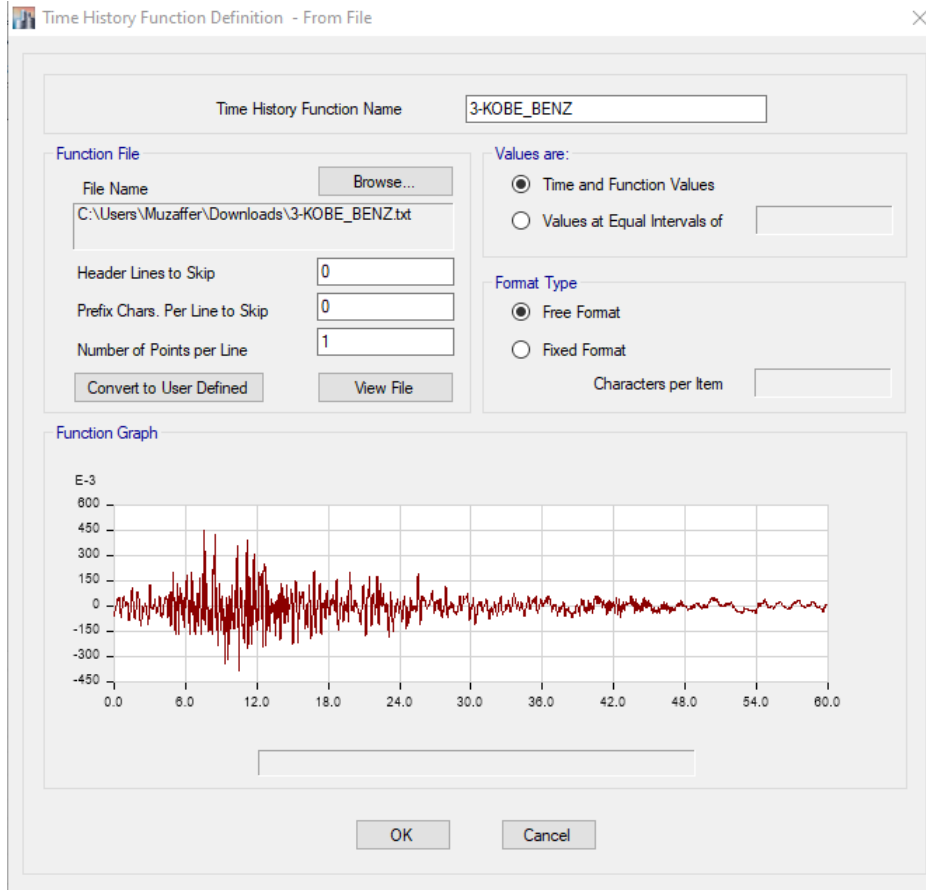 Time History Function Definition - From File
Time History Function Name 3-KOBE_BENZ
Function File
File Name Browse...
C:\Users\Muzaffer\Downloads\3-KOBE_BENZ.txt
Header Lines to Skip 0
Prefix Chars. Per Line to Skip 0
Number of Points per Line 1
Convert to User Defined View File
Values are:
Time and Function Values
Values at Equal Intervals of
Format Type
Free Format
Fixed Format
Characters per Item
Function Graph
E-3
600
450
300
150
0
-150
-300
-450
0.0 6.0 12.0 18.0 24.0 30.0 36.0 42.0 48.0 54.0 60.0
OK Cancel